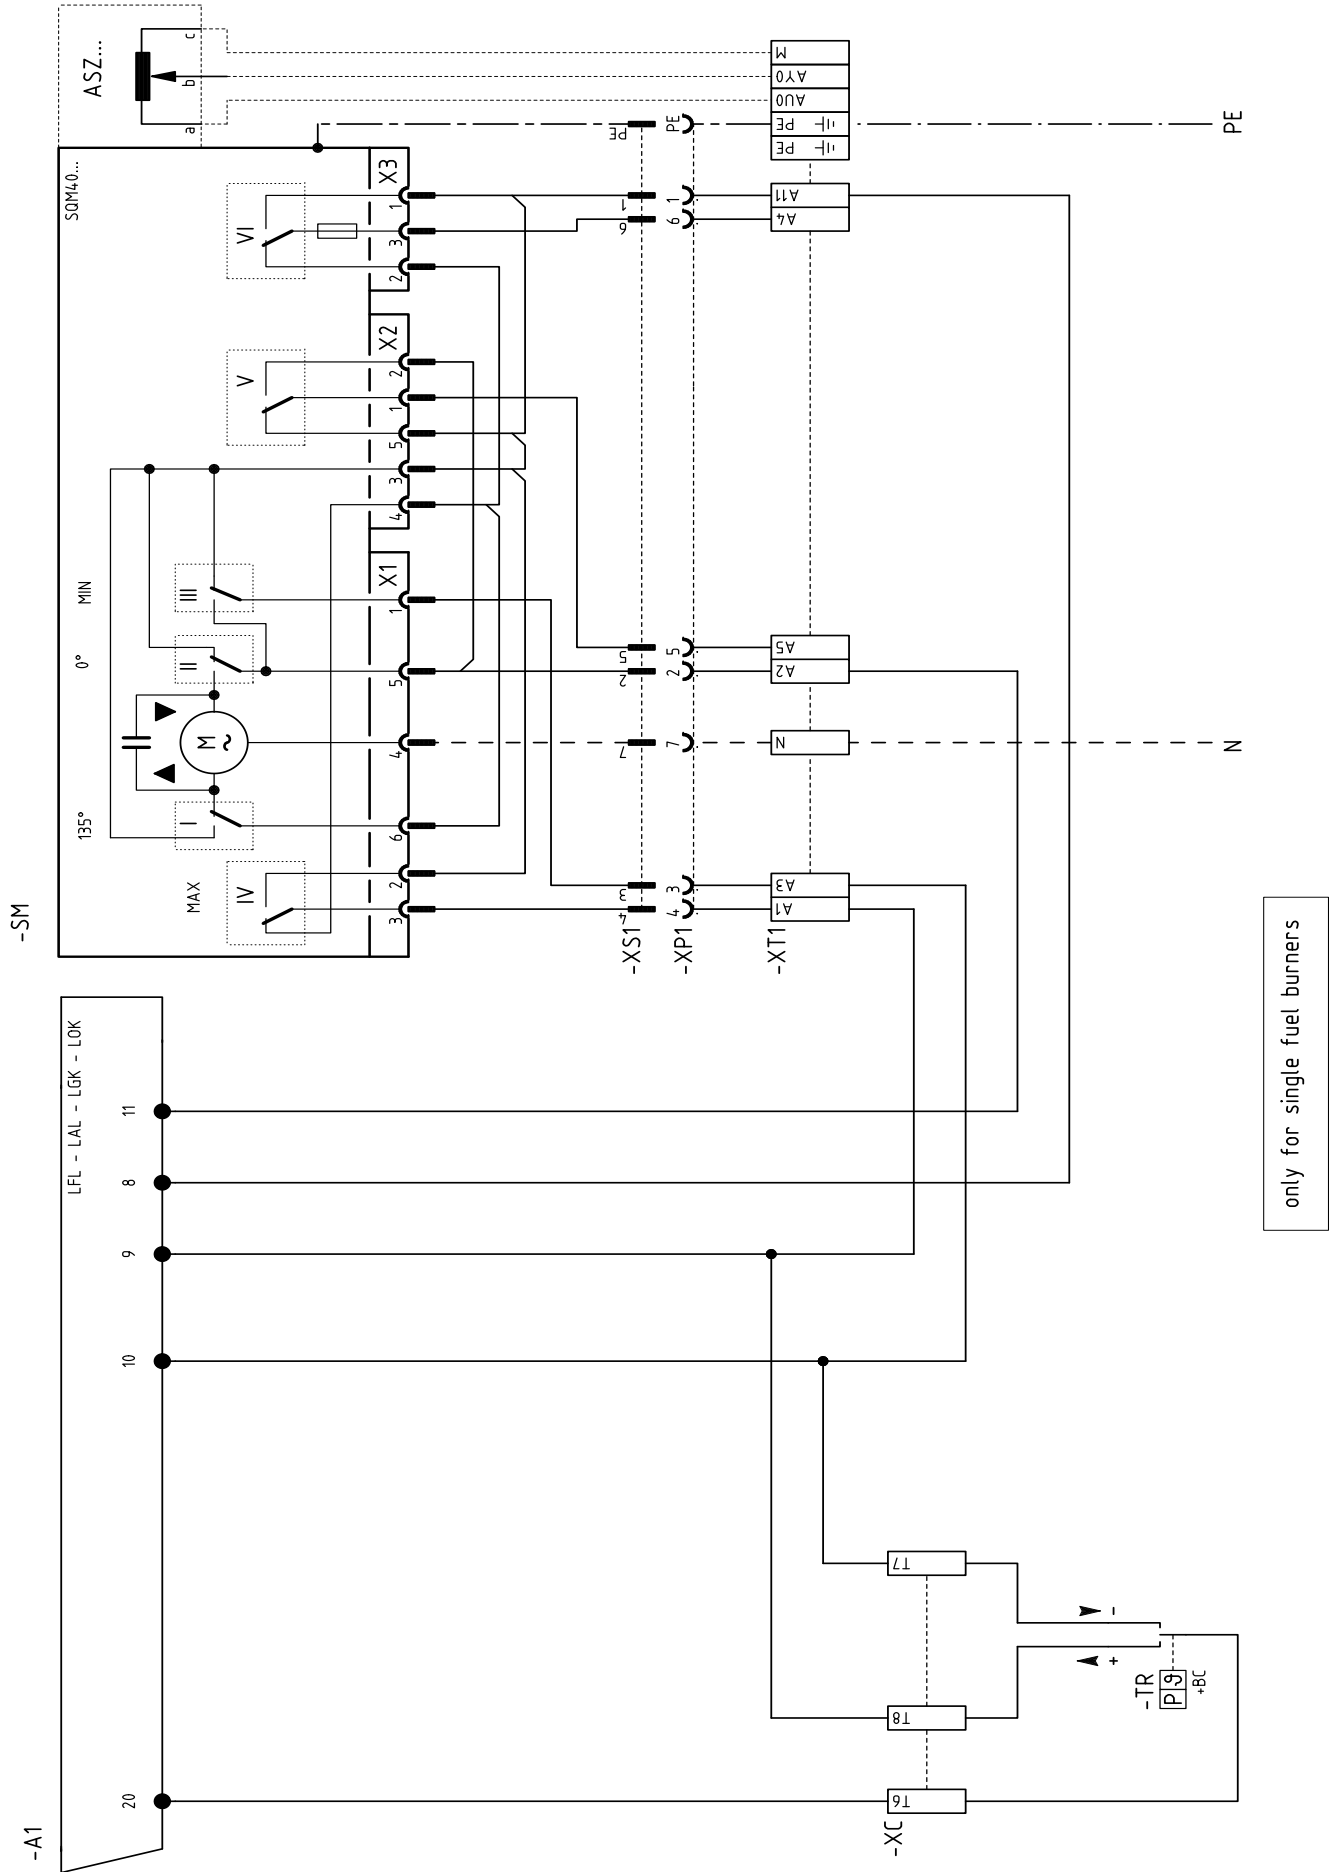 -A1
LFL - LAL - LGK - LOK
20
10
9
8
11
-SM
SQM40...
ASZ...
a
b
c
135°
0°
MIN
MAX
I
II
III
IV
V
VI
M
~
X1
3
2
6
4
5
1
X2
4
3
5
1
2
X3
2
3
1
-XS1
4
3
7
2
5
6
1
PE
-XP1
4
3
7
2
5
6
1
PE
-XT1
A1
A3
N
A2
A5
A4
A11
PE
PE
AU0
AY0
M
N
PE
-XC
T6
T8
T7
-TR
P
ϑ
+BC
+
-
only for single fuel burners